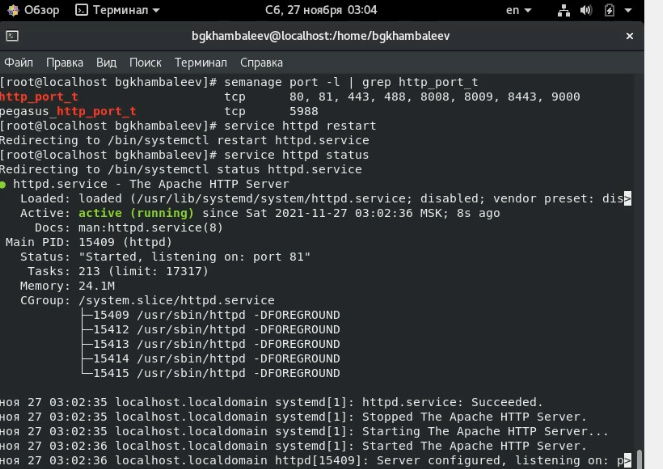 Обзор Терминал Сб, 27 ноября 03:04 en
bgkhambaleev@localhost:/home/bgkhambaleev
Файл Правка Вид Поиск Терминал Справка
[root@localhost bgkhambaleev]# semanage port -l | grep http_port_t
http_port_t tcp 80, 81, 443, 488, 8008, 8009, 8443, 9000
pegasus_http_port_t tcp 5988
[root@localhost bgkhambaleev]# service httpd restart
Redirecting to /bin/systemctl restart httpd.service
[root@localhost bgkhambaleev]# service httpd status
Redirecting to /bin/systemctl status httpd.service
● httpd.service - The Apache HTTP Server
Loaded: loaded (/usr/lib/systemd/system/httpd.service; disabled; vendor preset: dis>
Active: active (running) since Sat 2021-11-27 03:02:36 MSK; 8s ago
Docs: man:httpd.service(8)
Main PID: 15409 (httpd)
Status: "Started, listening on: port 81"
Tasks: 213 (limit: 17317)
Memory: 24.1M
CGroup: /system.slice/httpd.service
├─15409 /usr/sbin/httpd -DFOREGROUND
├─15412 /usr/sbin/httpd -DFOREGROUND
├─15413 /usr/sbin/httpd -DFOREGROUND
├─15414 /usr/sbin/httpd -DFOREGROUND
└─15415 /usr/sbin/httpd -DFOREGROUND
ноя 27 03:02:35 localhost.localdomain systemd[1]: httpd.service: Succeeded.
ноя 27 03:02:35 localhost.localdomain systemd[1]: Stopped The Apache HTTP Server.
ноя 27 03:02:35 localhost.localdomain systemd[1]: Starting The Apache HTTP Server...
ноя 27 03:02:36 localhost.localdomain systemd[1]: Started The Apache HTTP Server.
ноя 27 03:02:36 localhost.localdomain httpd[15409]: Server configured, listening on: p>